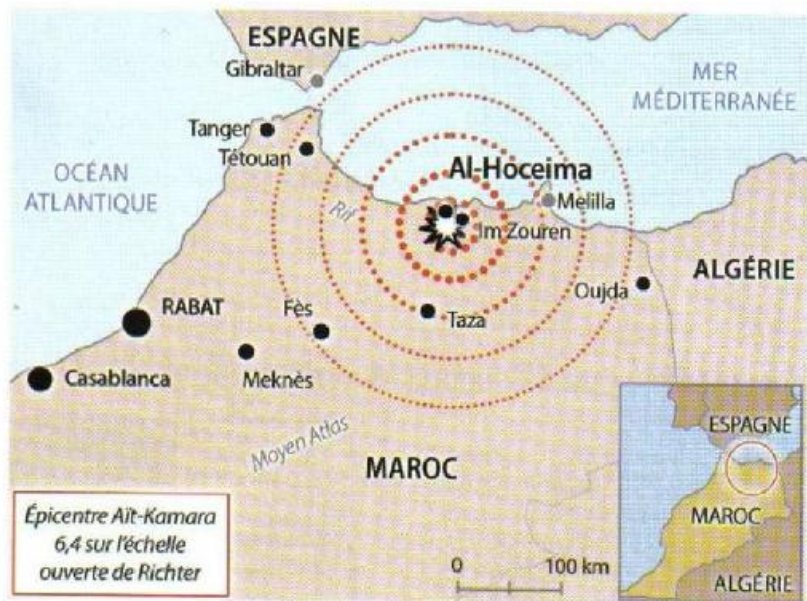 ESPAGNE
Gibraltar
MER
MÉDITERRANÉE
Tanger
Tétouan
Al-Hoceima
OCÉAN
ATLANTIQUE
Melilla
Rif
Im Zouren
ALGÉRIE
Oujda
RABAT
Fès
Taza
Casablanca
Meknès
Moyen Atlas
MAROC
Épicentre Aït-Kamara
6,4 sur l'échelle
ouverte de Richter
0 100 km
ESPAGNE
MAROC
ALGÉRIE